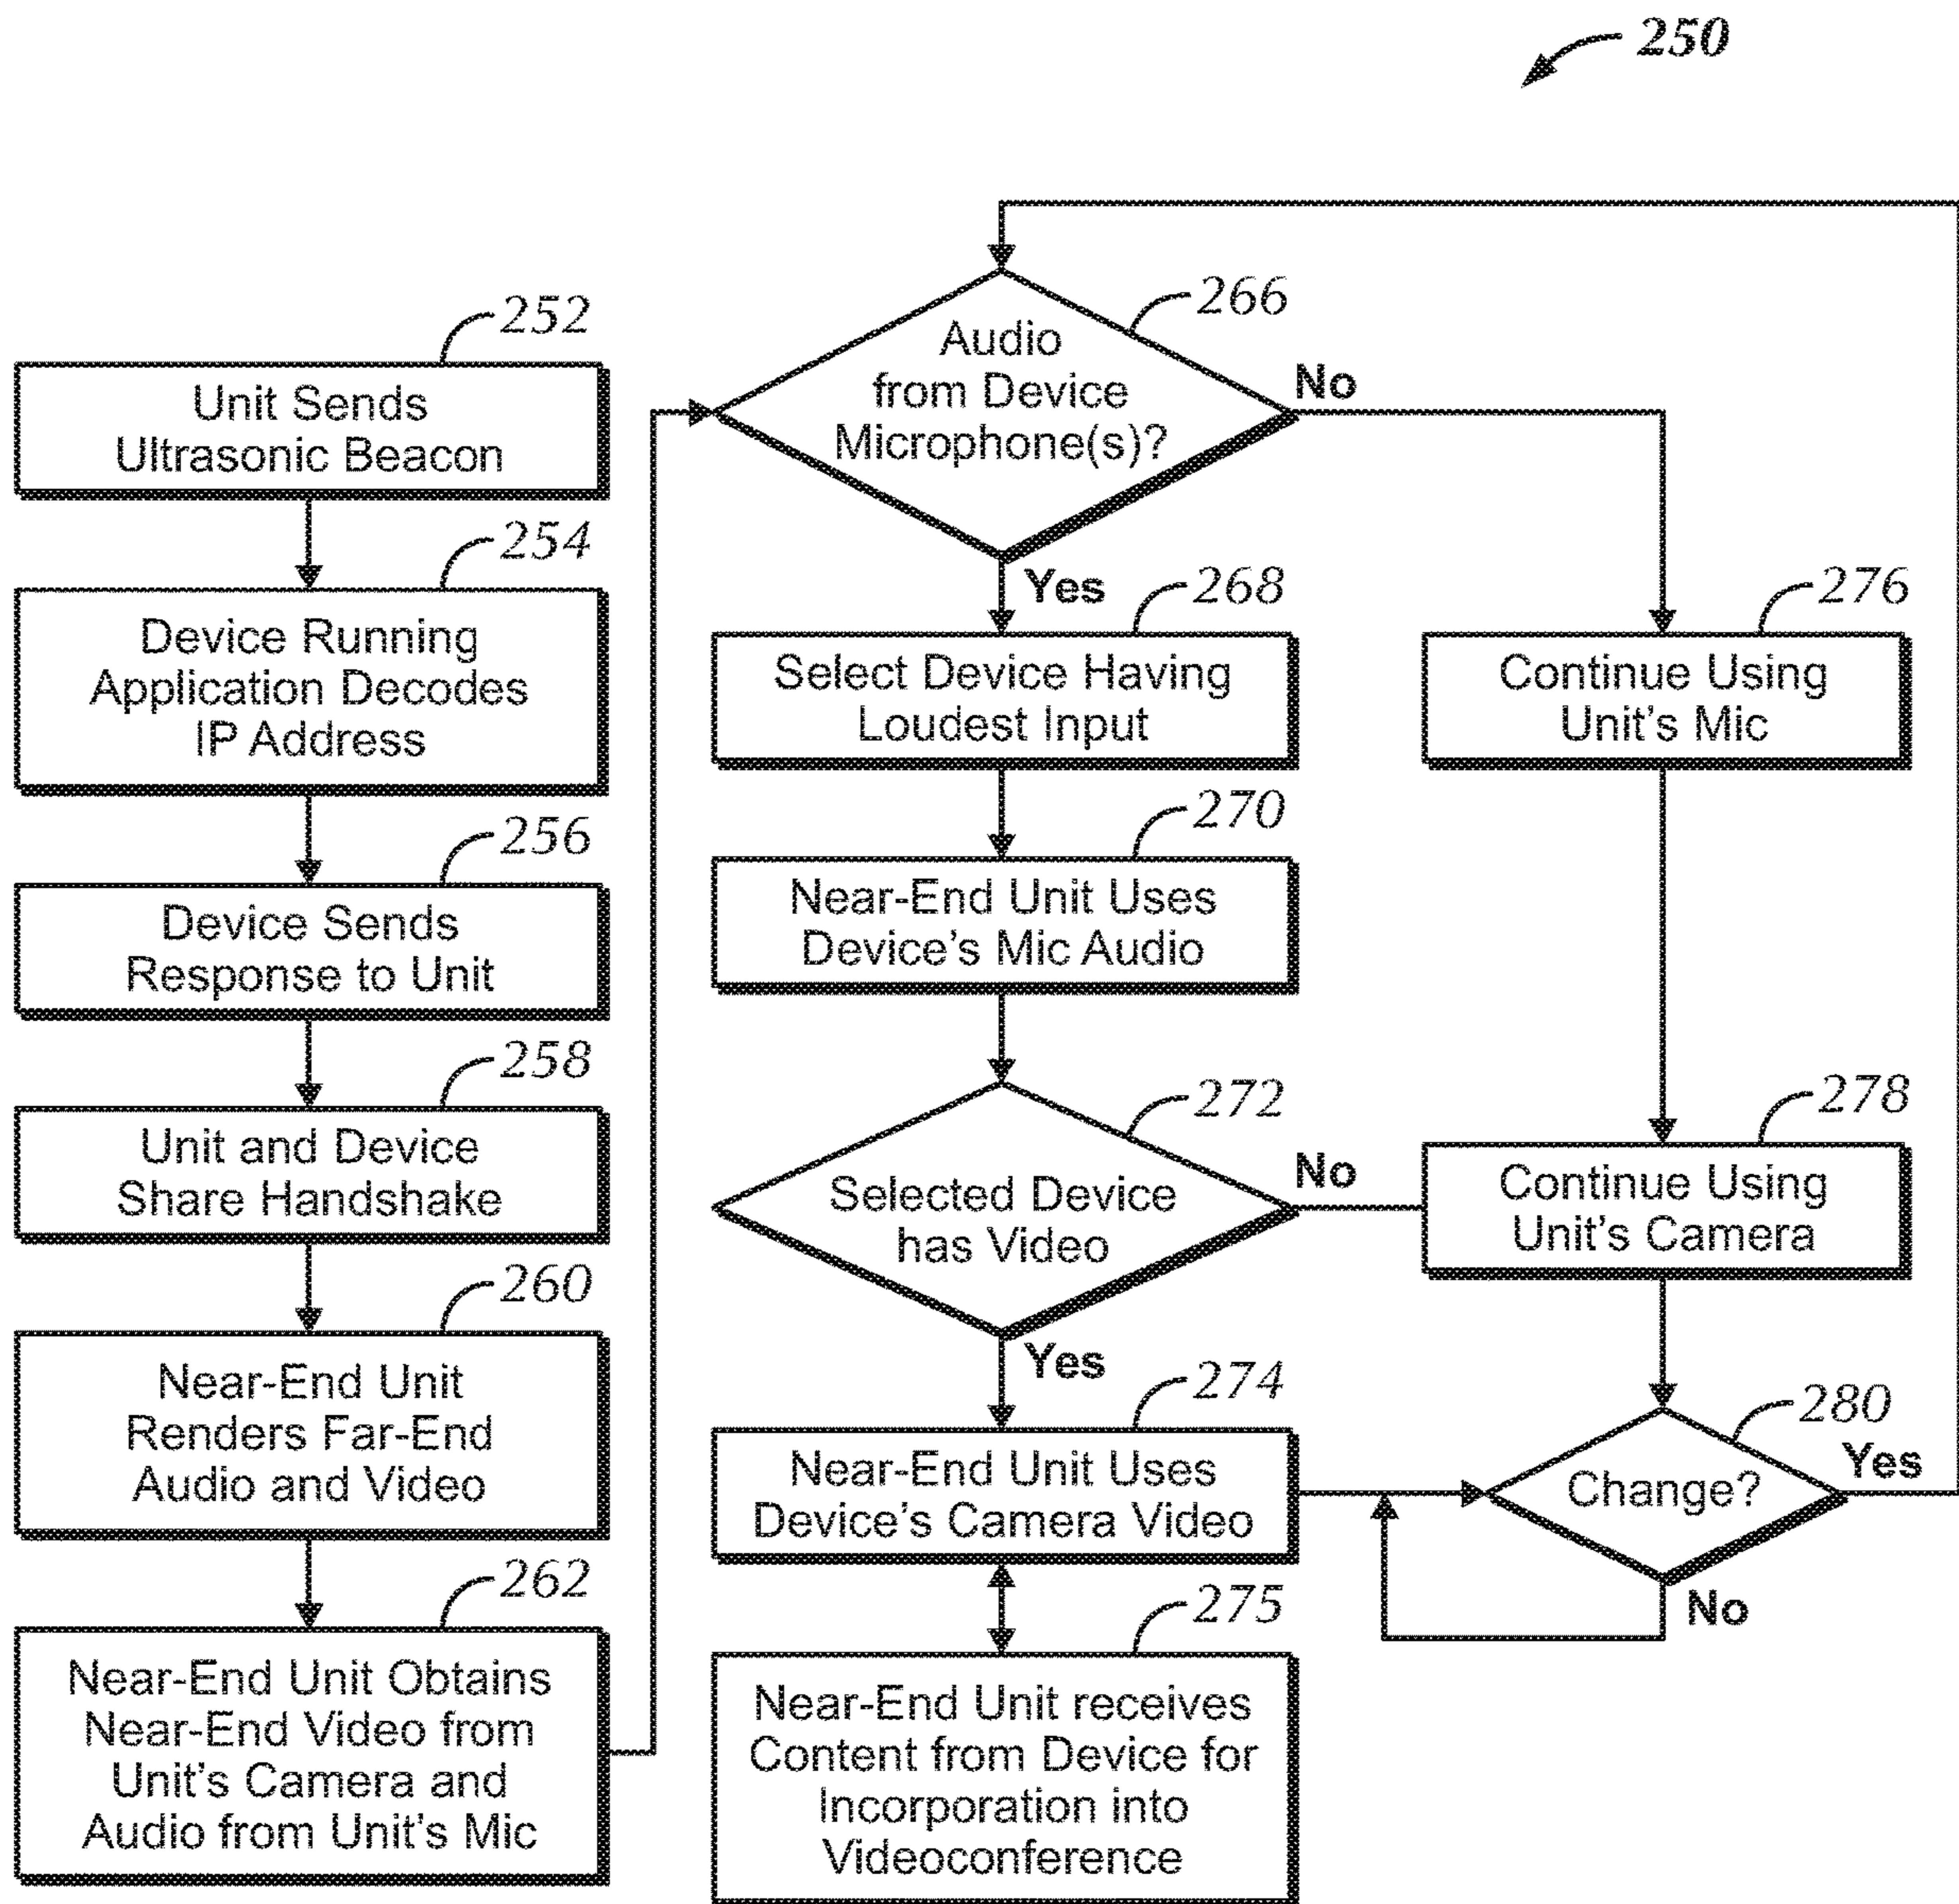 250
252
Unit Sends
Ultrasonic Beacon
254
Device Running
Application Decodes
IP Address
256
Device Sends
Response to Unit
258
Unit and Device
Share Handshake
260
Near-End Unit
Renders Far-End
Audio and Video
262
Near-End Unit Obtains
Near-End Video from
Unit's Camera and
Audio from Unit's Mic
266
Audio
from Device
Microphone(s)?
No
Yes
268
Select Device Having
Loudest Input
270
Near-End Unit Uses
Device's Mic Audio
272
Selected Device
has Video
No
Yes
274
Near-End Unit Uses
Device's Camera Video
275
Near-End Unit receives
Content from Device for
Incorporation into
Videoconference
276
Continue Using
Unit's Mic
278
Continue Using
Unit's Camera
280
Change?
Yes
No